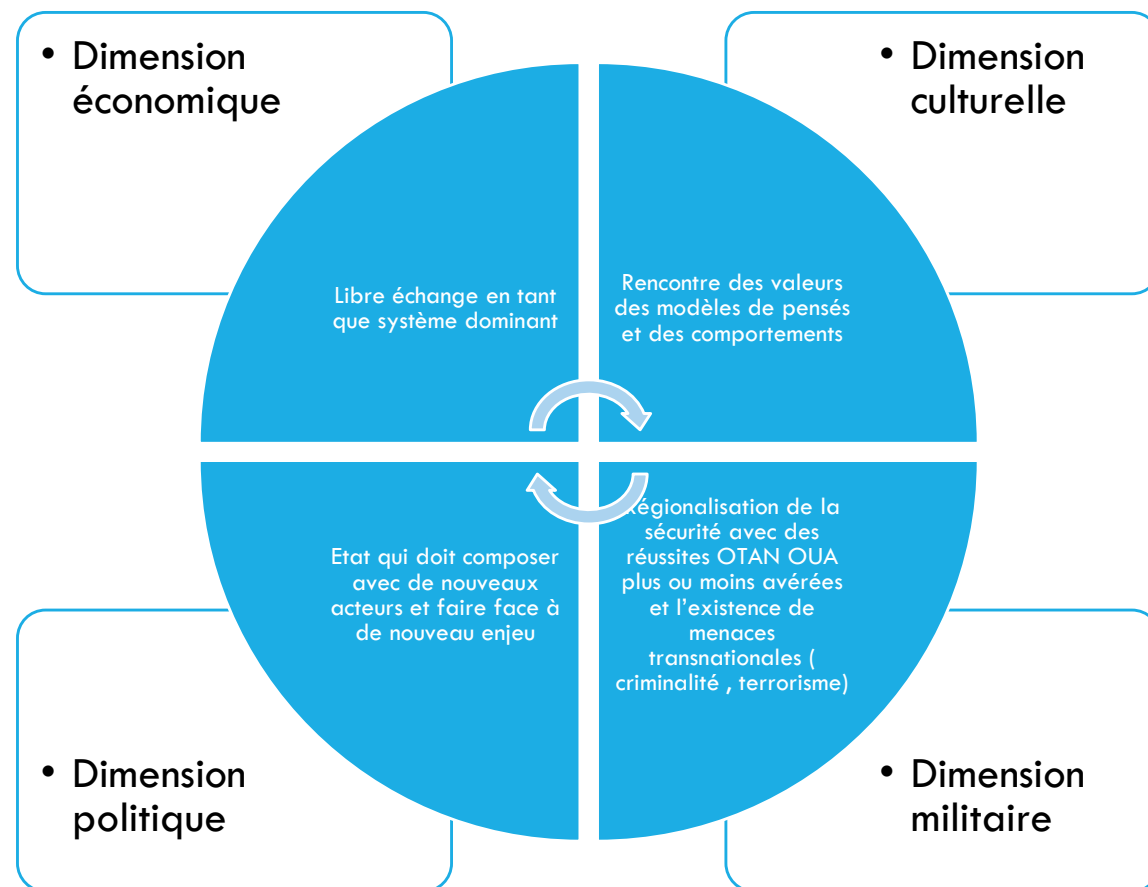 • Dimension
économique
Libre échange en tant
que système dominant
• Dimension
culturelle
Rencontre des valeurs
des modèles de pensés
et des comportements
Etat qui doit composer
avec de nouveaux
acteurs et faire face à
de nouveau enjeu
• Dimension
politique
Régionalisation de la
sécurité avec des
réussites OTAN OUA
plus ou moins avérées
et l’existence de
menaces
transnationales (
criminalité , terrorisme)
• Dimension
militaire